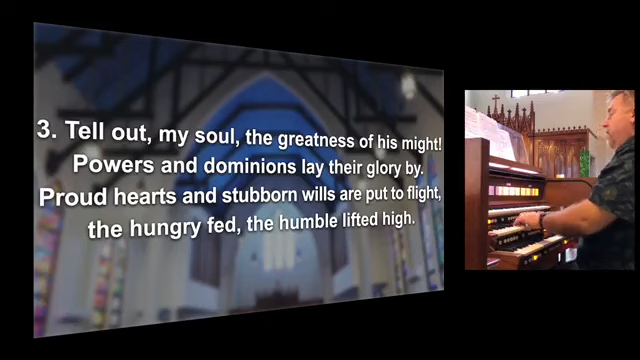 3. Tell out, my soul, the greatness of his might!
Powers and dominions lay their glory by.
Proud hearts and stubborn wills are put to flight,
the hungry fed, the humble lifted high.